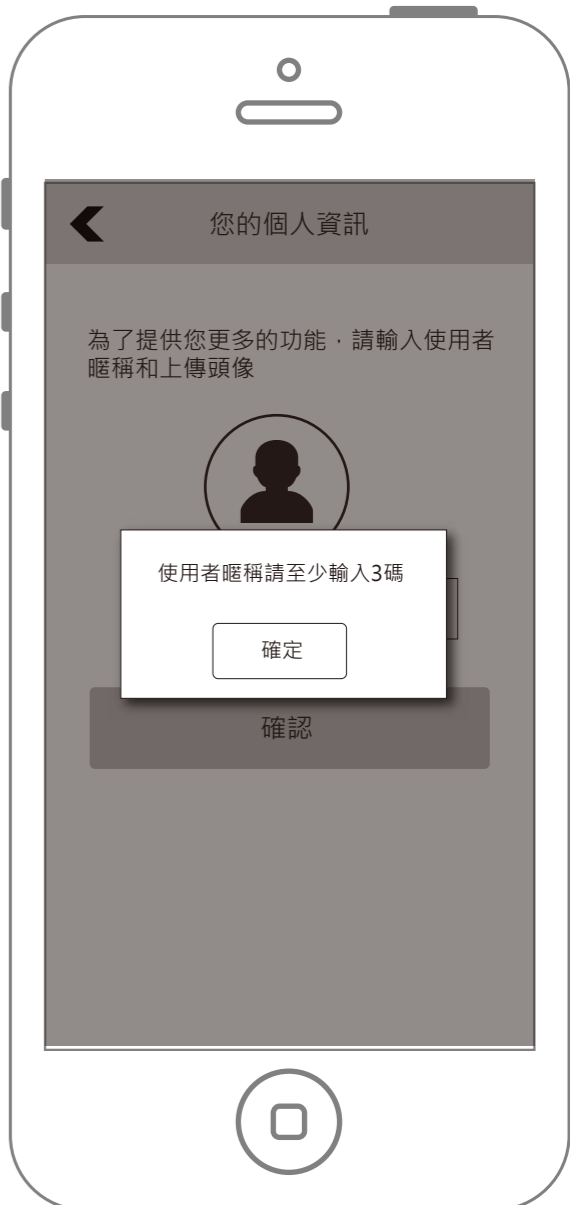 您的個人資訊
為了提供您更多的功能，請輸入使用者
暱稱和上傳頭像
使用者暱稱請至少輸入3碼
確定
確認